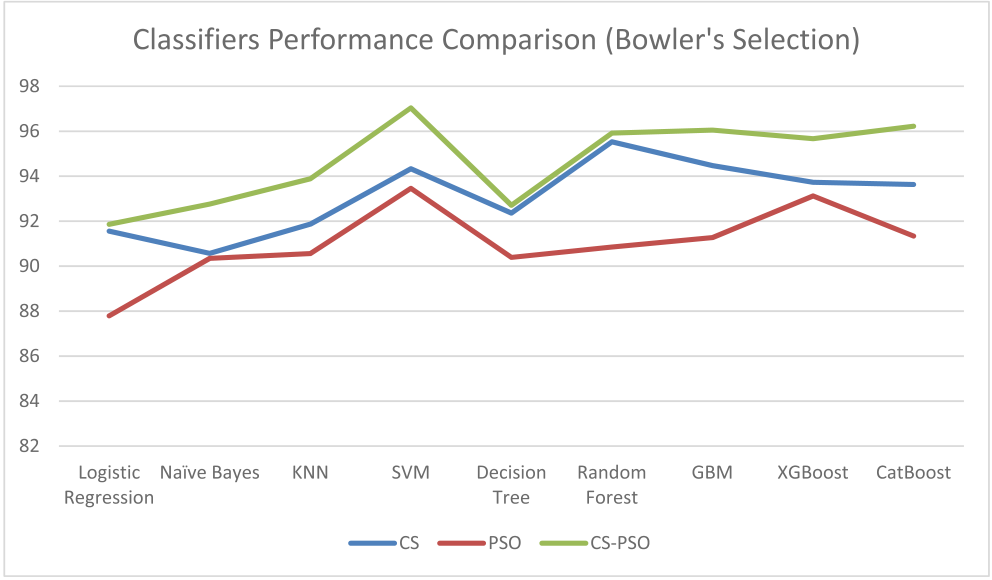 Classifiers Performance Comparison (Bowler's Selection)
98
96
94
92
90
88
86
84
82
Logistic Regression
Naïve Bayes
KNN
SVM
Decision Tree
Random Forest
GBM
XGBoost
CatBoost
CS
PSO
CS-PSO